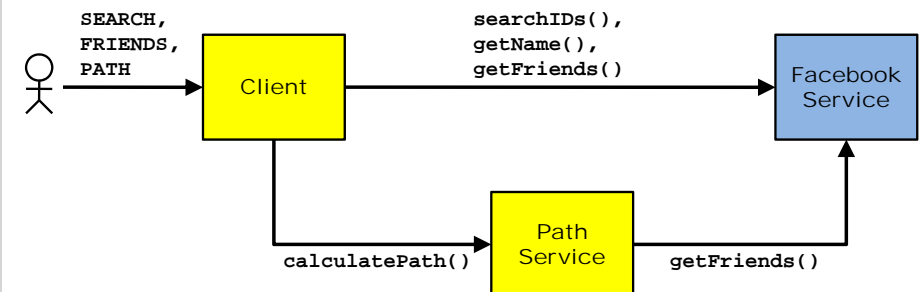 SEARCH,
FRIENDS,
PATH
searchIDs(),
getName(),
getFriends()
Client
Facebook
Service
Path
Service
calculatePath()
getFriends()